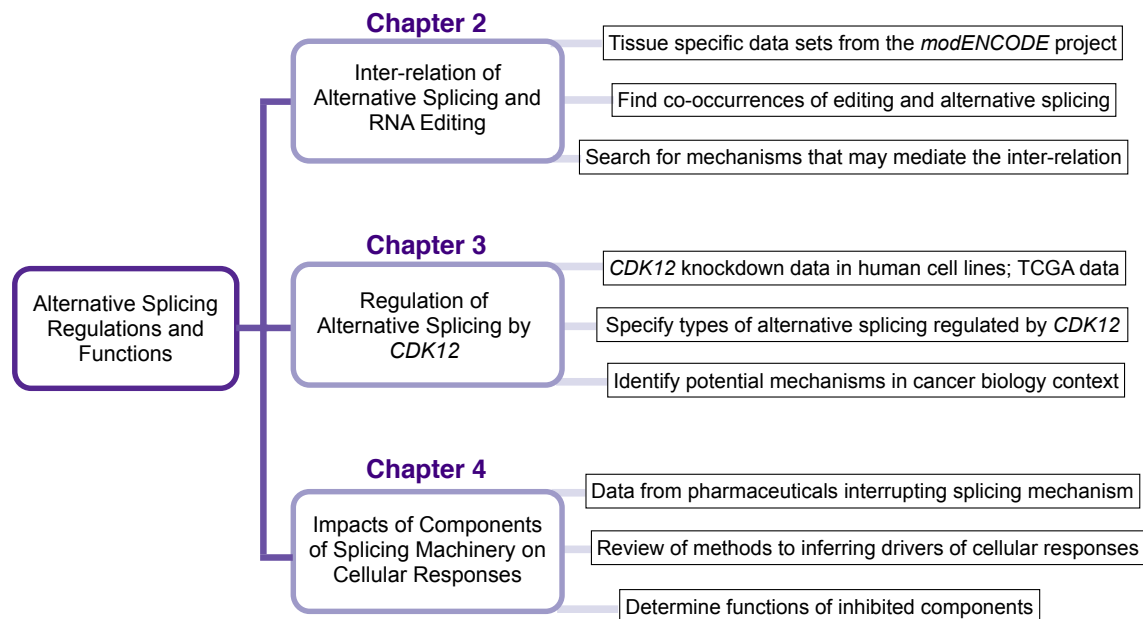 Alternative Splicing
Regulations and
Functions
Chapter 2
Inter-relation of
Alternative Splicing and
RNA Editing
Tissue specific data sets from the modENCODE project
Find co-occurrences of editing and alternative splicing
Search for mechanisms that may mediate the inter-relation
Chapter 3
Regulation of
Alternative Splicing by
CDK12
CDK12 knockdown data in human cell lines; TCGA data
Specify types of alternative splicing regulated by CDK12
Identify potential mechanisms in cancer biology context
Chapter 4
Impacts of Components
of Splicing Machinery on
Cellular Responses
Data from pharmaceuticals interrupting splicing mechanism
Review of methods to inferring drivers of cellular responses
Determine functions of inhibited components